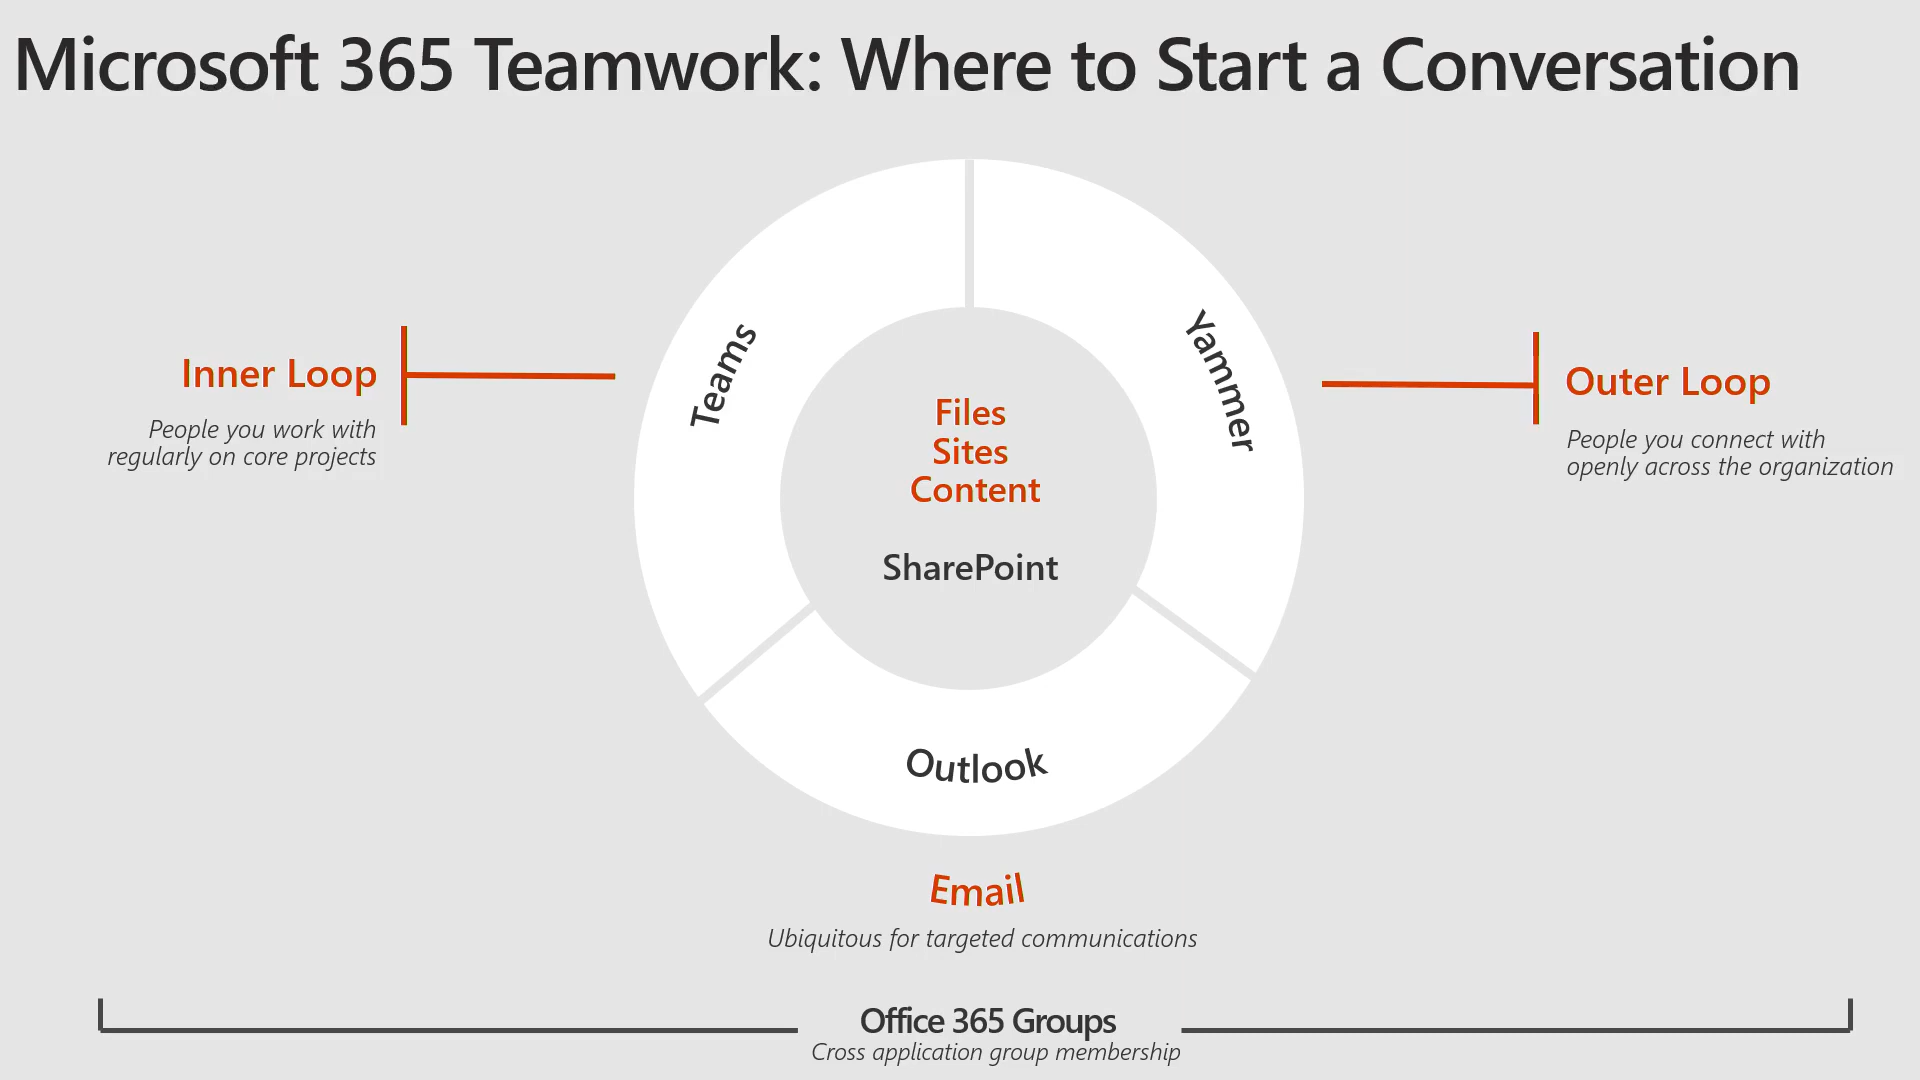 Microsoft 365 Teamwork: Where to Start a Conversation
Inner Loop
People you work with
regularly on core projects
Teams
Yammer
Files
Sites
Content
SharePoint
Outer Loop
People you connect with
openly across the organization
Outlook
Email
Ubiquitous for targeted communications
Office 365 Groups
Cross application group membership